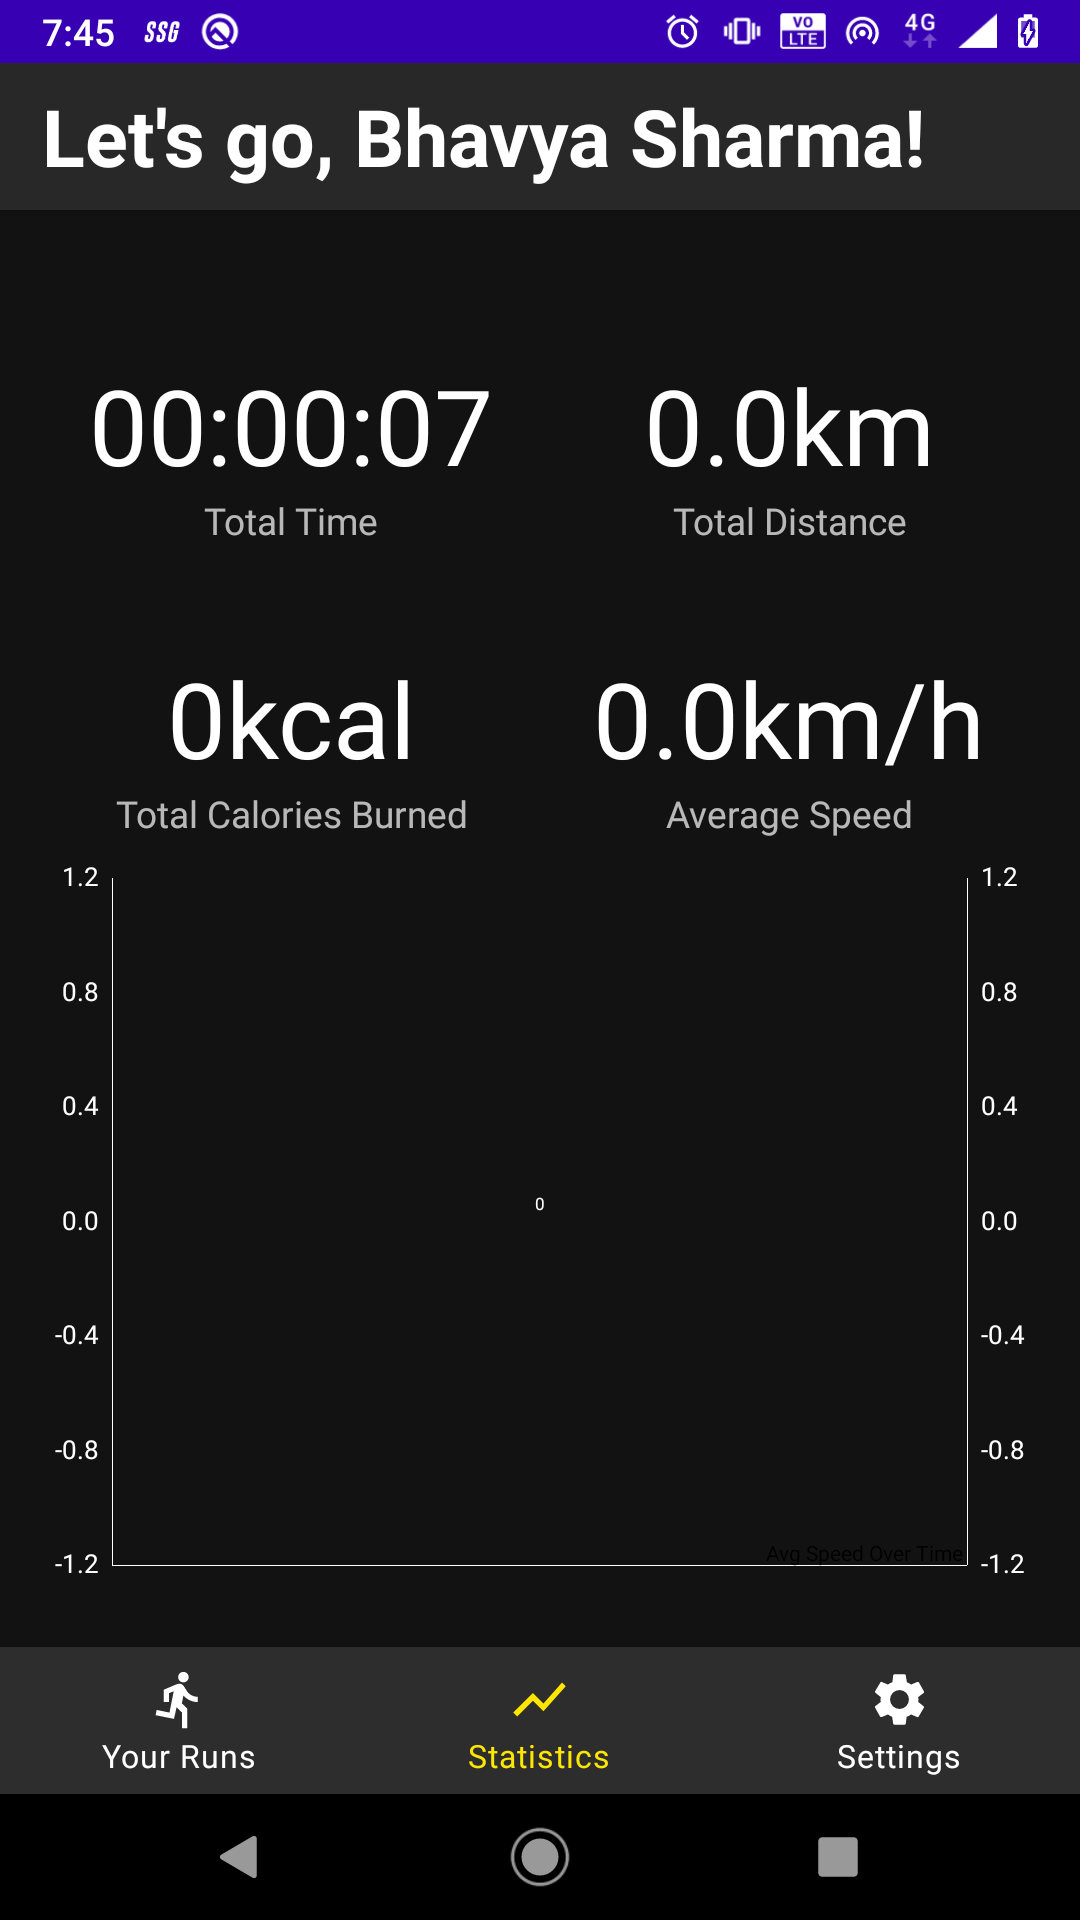 7:45 SSG VO LTE 4G
Let's go, Bhavya Sharma!
00:00:07 0.0km
Total Time Total Distance
0kcal 0.0km/h
Total Calories Burned Average Speed
1.2 1.2
0.8 0.8
0.4 0.4
0
0.0 0.0
-0.4 -0.4
-0.8 -0.8
Avg Speed Over Time
-1.2 -1.2
Your Runs Statistics Settings